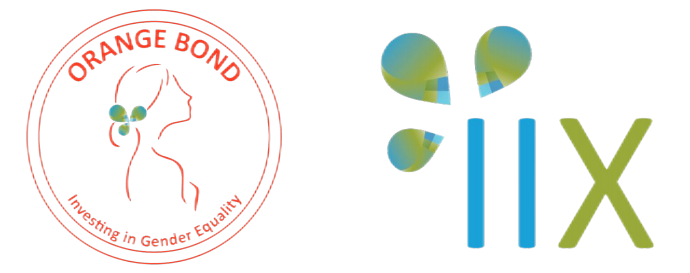 ORANGE BOND
Investing in Gender Equality
iix